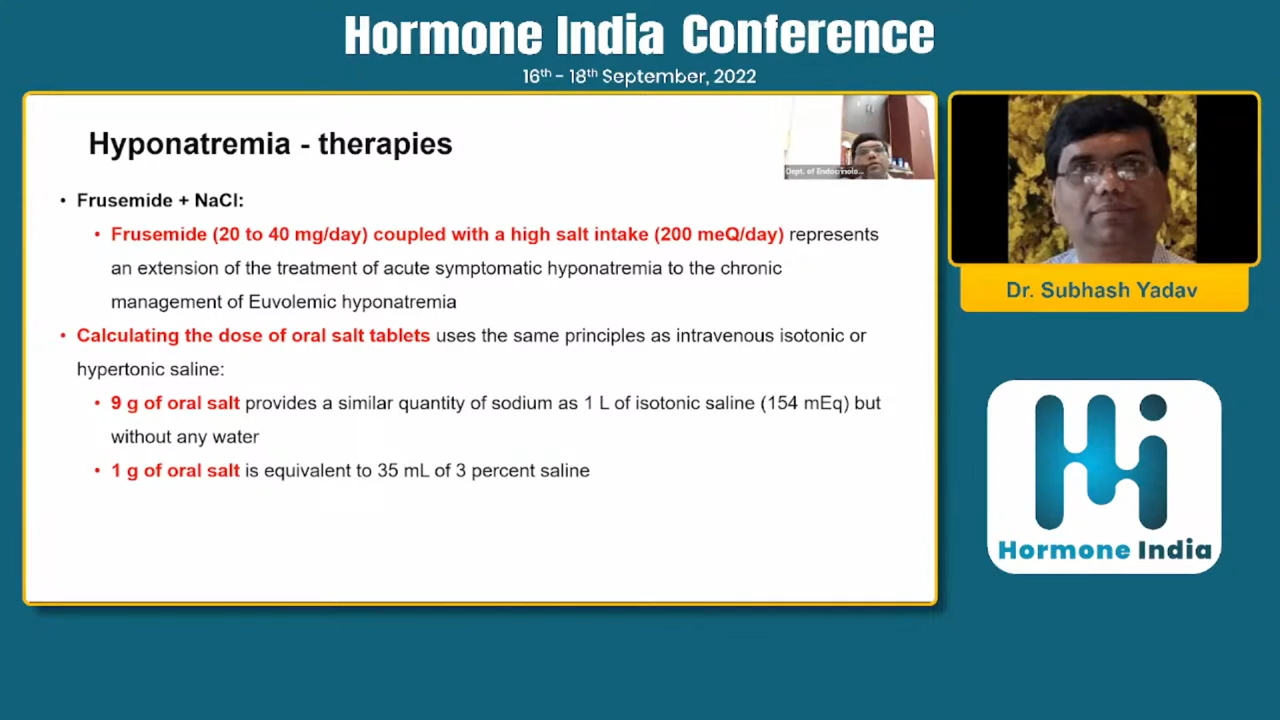 Hormone India Conference
16th - 18th September, 2022
Hyponatremia - therapies
Dept. of Endocrinolo...
• Frusemide + NaCl:
• Frusemide (20 to 40 mg/day) coupled with a high salt intake (200 meQ/day) represents
an extension of the treatment of acute symptomatic hyponatremia to the chronic
management of Euvolemic hyponatremia
• Calculating the dose of oral salt tablets uses the same principles as intravenous isotonic or
hypertonic saline:
• 9 g of oral salt provides a similar quantity of sodium as 1 L of isotonic saline (154 mEq) but
without any water
• 1 g of oral salt is equivalent to 35 mL of 3 percent saline
Dr. Subhash Yadav
Hormone India